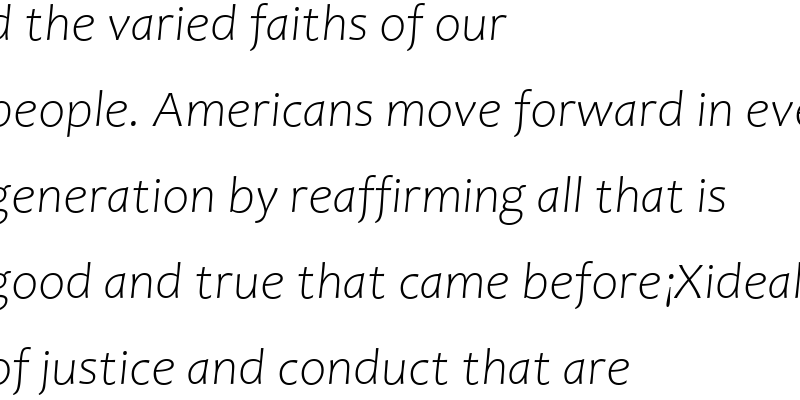 d the varied faiths of our
people. Americans move forward in eve
generation by reaffirming all that is
good and true that came before¡Xideal
of justice and conduct that are